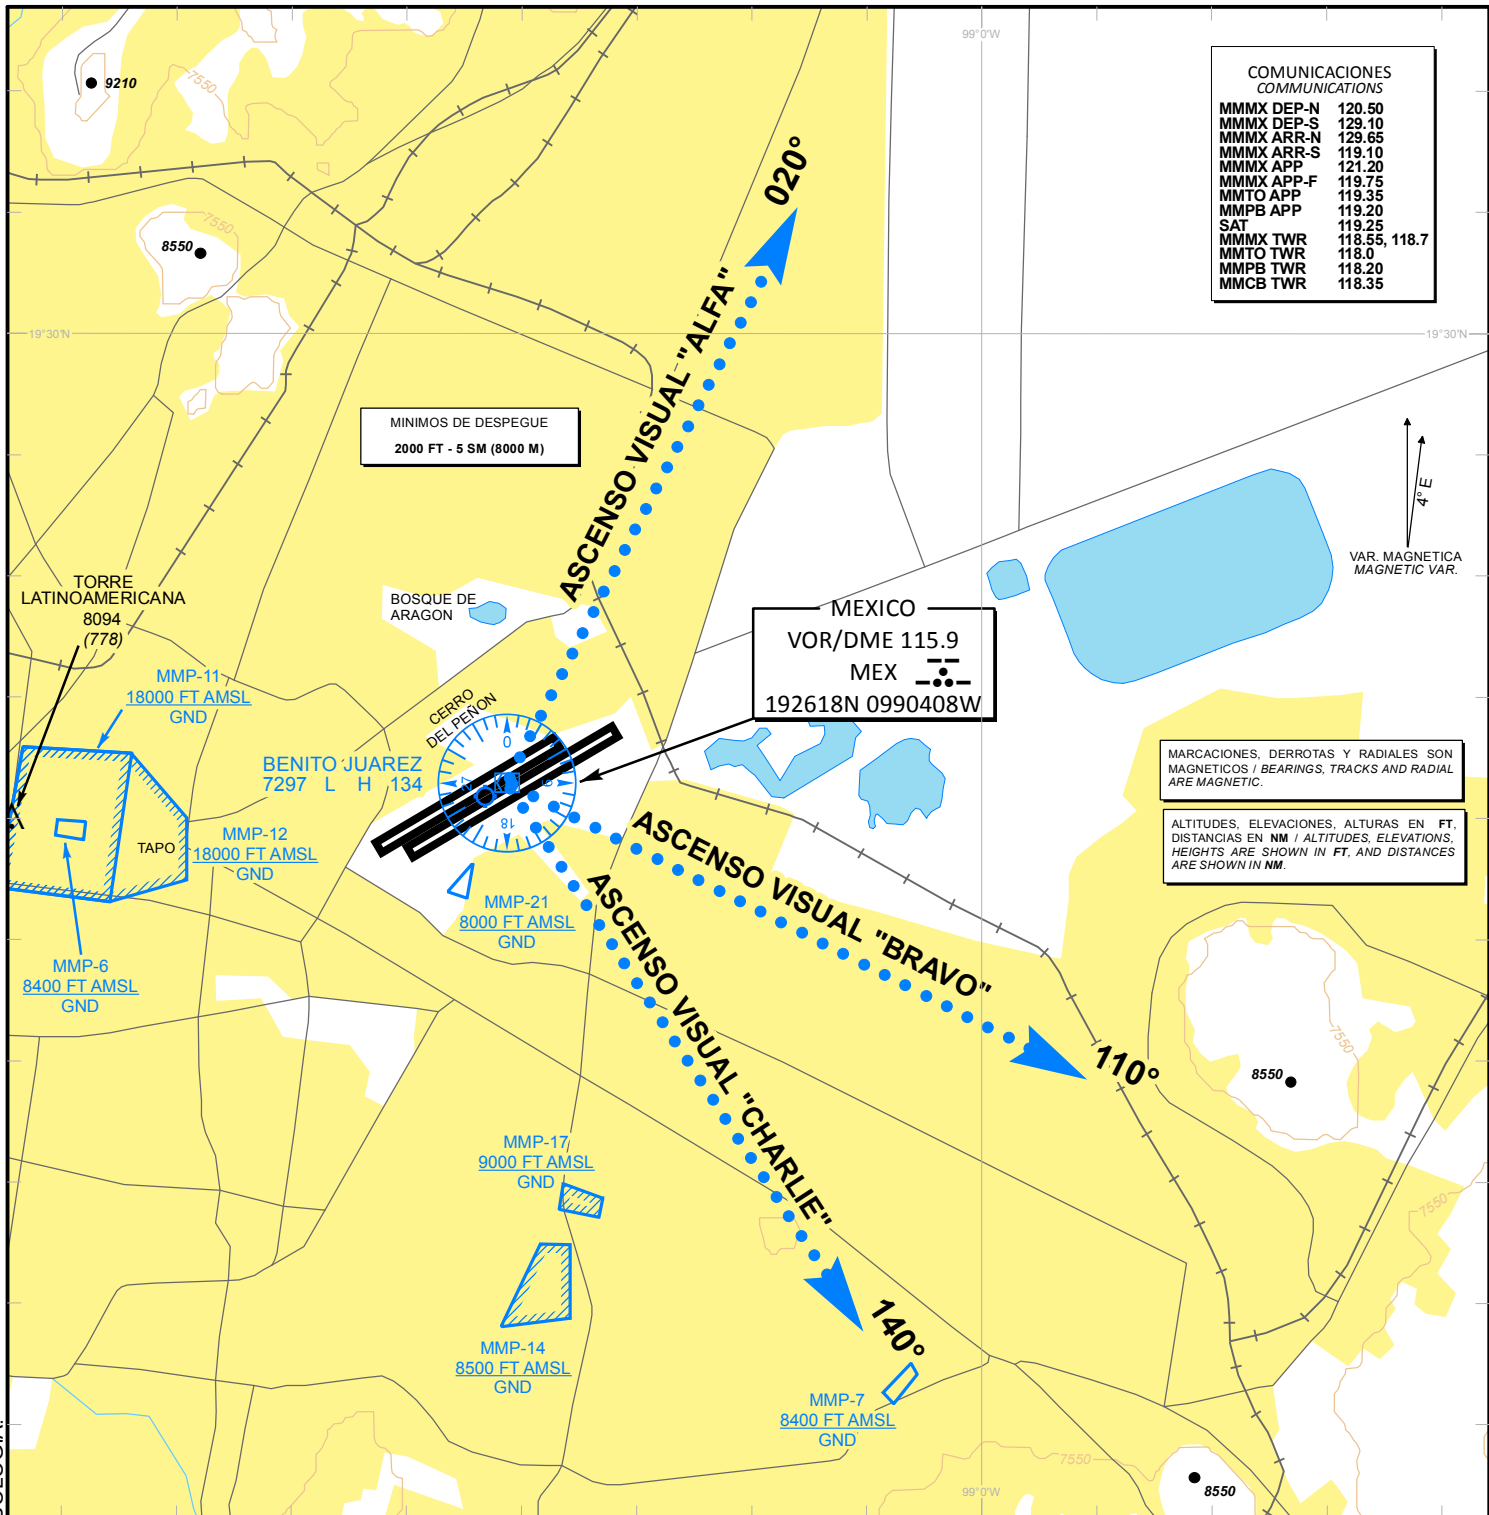 99°0'W
COMUNICACIONES
COMMUNICATIONS
MMMX DEP-N 120.50
MMMX DEP-S 129.10
MMMX ARR-N 129.65
MMMX ARR-S 119.10
MMMX APP 121.20
MMMX APP-F 119.75
MMTO APP 119.35
MMPB APP 119.20
SAT 119.25
MMMX TWR 118.55, 118.7
MMTO TWR 118.0
MMPB TWR 118.20
MMCB TWR 118.35
9210
7550
020°
7550
8550
19°30'N
19°30'N
ASCENSO VISUAL "ALFA"
MINIMOS DE DESPEGUE
2000 FT - 5 SM (8000 M)
4° E
VAR. MAGNETICA
MAGNETIC VAR.
TORRE
LATINOAMERICANA
8094
(778)
BOSQUE DE
ARAGON
MEXICO
VOR/DME 115.9
MEX
192618N 0990408W
MMP-11
18000 FT AMSL
GND
CERRO
DEL PEÑON
BENITO JUAREZ
7297 L H 134
0
9
18
27
MARCACIONES, DERROTAS Y RADIALES SON
MAGNETICOS / BEARINGS, TRACKS AND RADIAL
ARE MAGNETIC.
ALTITUDES, ELEVACIONES, ALTURAS EN FT,
DISTANCIAS EN NM / ALTITUDES, ELEVATIONS,
HEIGHTS ARE SHOWN IN FT, AND DISTANCES
ARE SHOWN IN NM.
TAPO
MMP-12
18000 FT AMSL
GND
ASCENSO VISUAL "BRAVO"
110°
MMP-21
8000 FT AMSL
GND
MMP-6
8400 FT AMSL
GND
ASCENSO VISUAL "CHARLIE"
140°
7550
8550
MMP-17
9000 FT AMSL
GND
7550
MMP-14
8500 FT AMSL
GND
MMP-7
8400 FT AMSL
GND
7550
8550
99°0'W